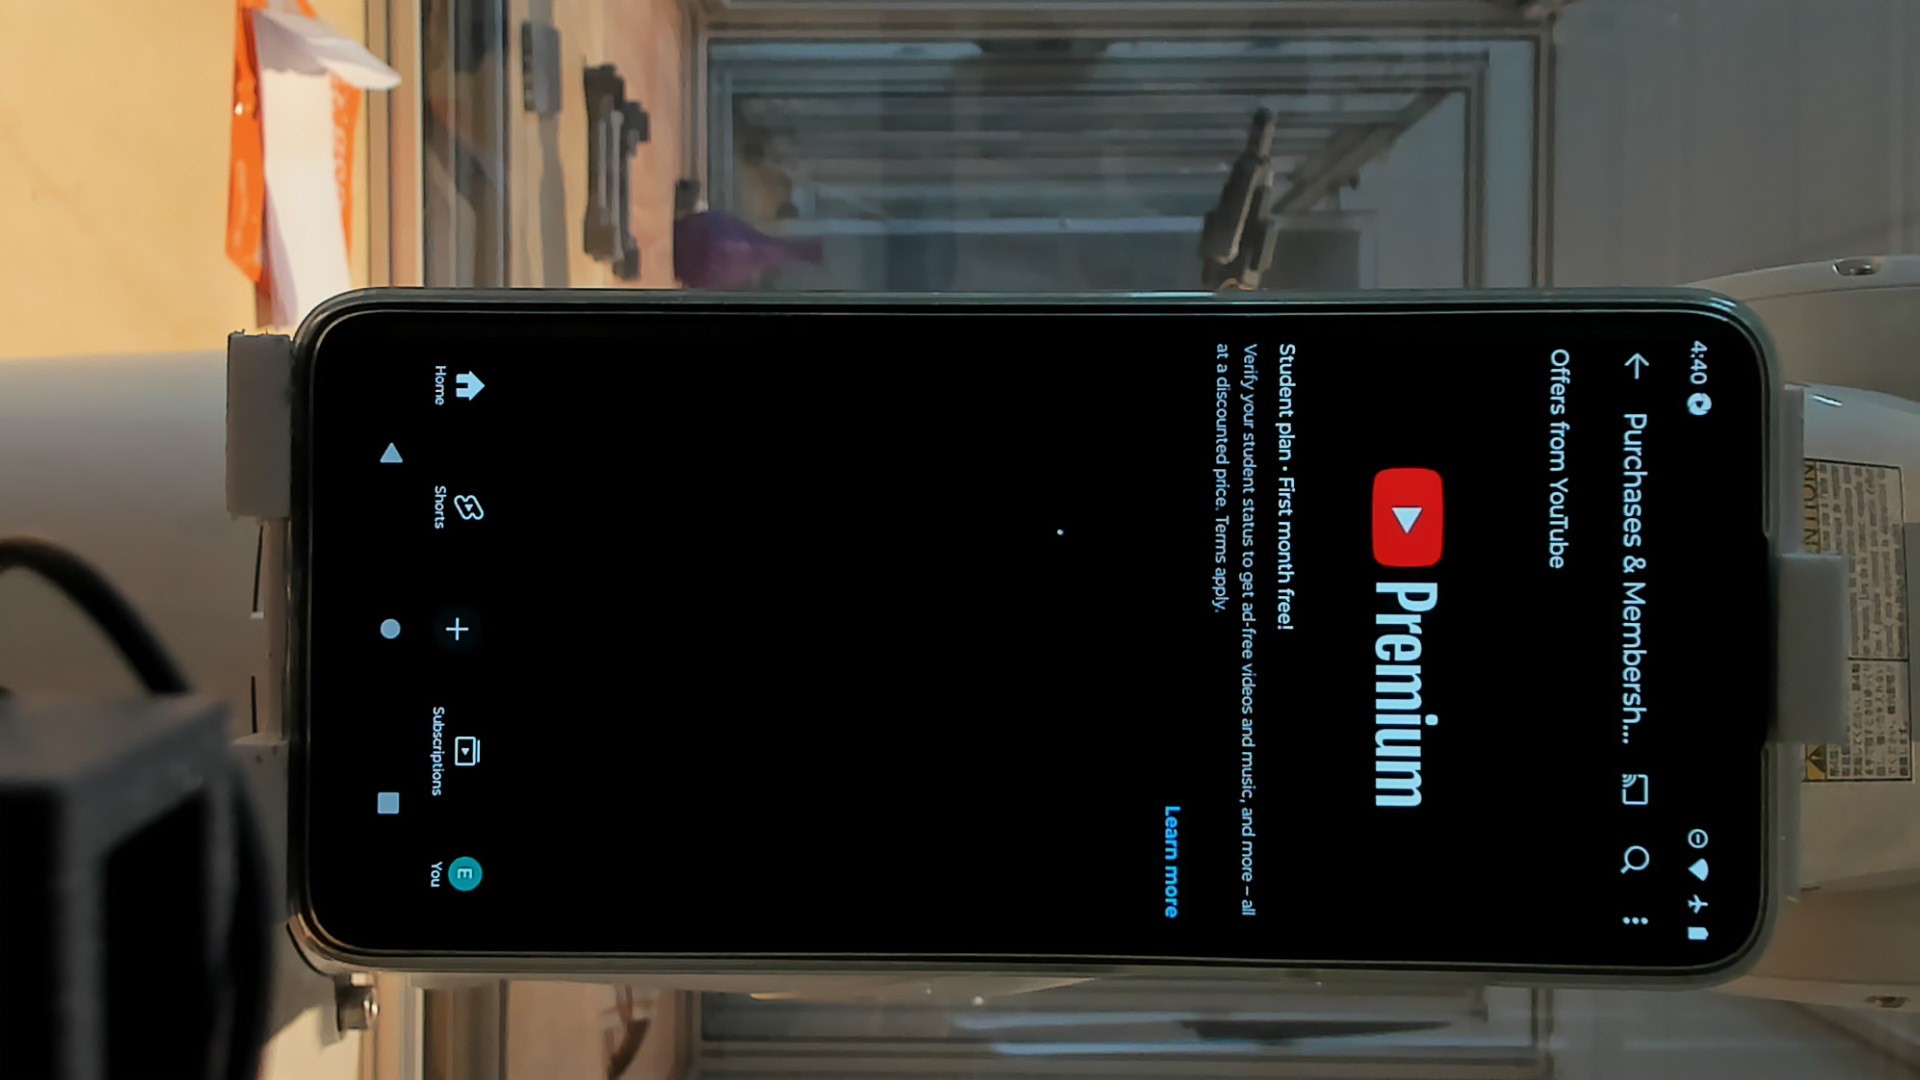 4:40
Purchases & Membersh...
Offers from YouTube
Premium
Student plan • First month free!
Verify your student status to get ad-free videos and music, and more – all
at a discounted price. Terms apply.
Learn more
Home
Shorts
Subscriptions
E
You